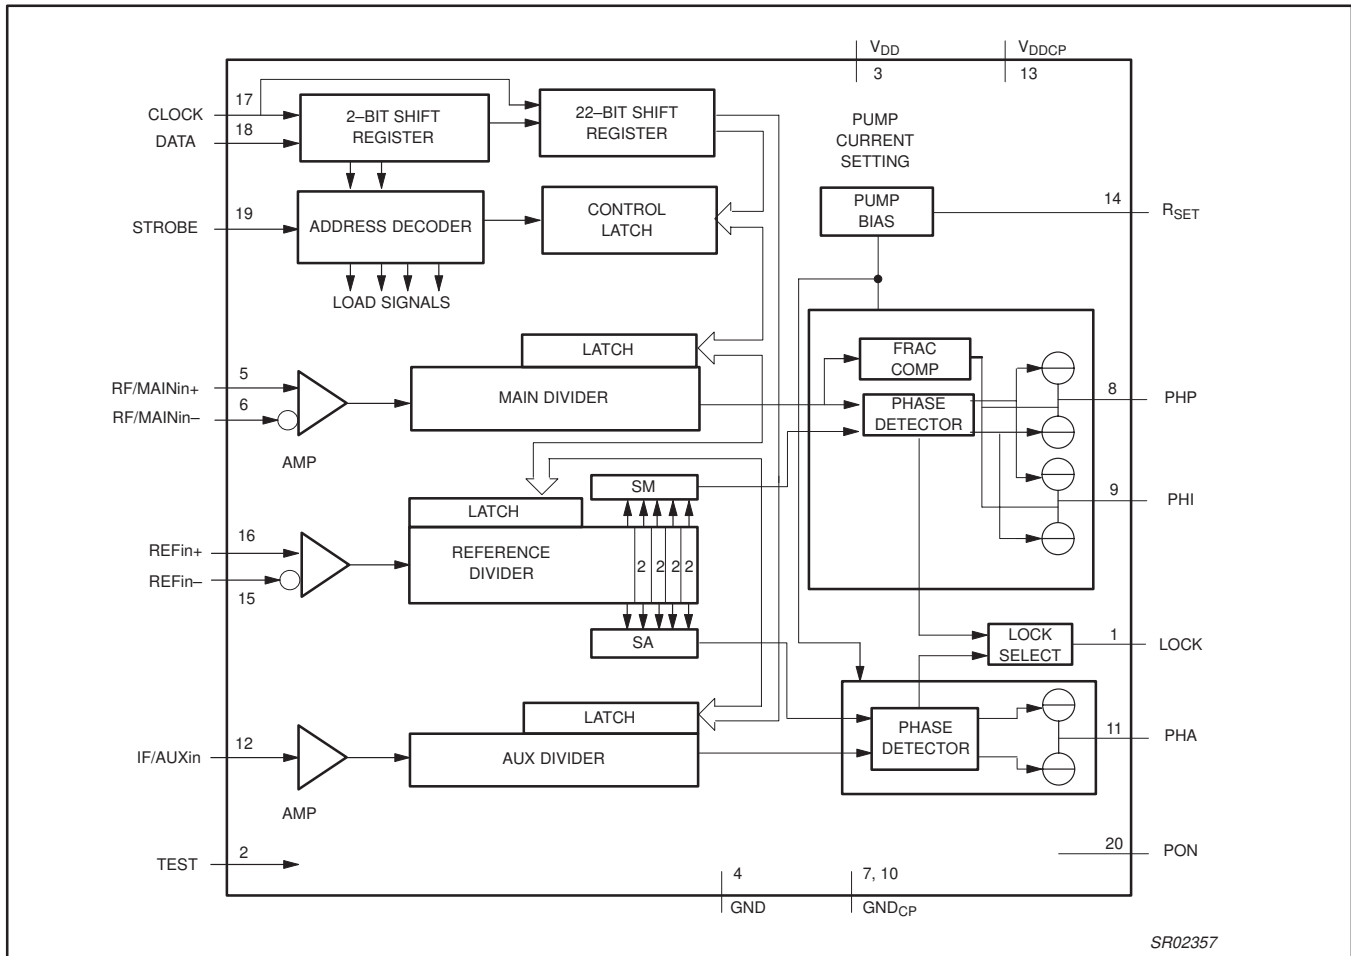 V_DD
3
V_DDCP
13
CLOCK
17
DATA
18
2–BIT SHIFT
REGISTER
22–BIT SHIFT
REGISTER
PUMP
CURRENT
SETTING
STROBE
19
ADDRESS DECODER
CONTROL
LATCH
PUMP
BIAS
14
R_SET
LOAD SIGNALS
LATCH
MAIN DIVIDER
RF/MAINin+
5
RF/MAINin–
6
AMP
FRAC
COMP
PHASE
DETECTOR
8
PHP
9
PHI
SM
LATCH
REFERENCE
DIVIDER
2
2
2
2
REFin+
16
REFin–
15
SA
LOCK
SELECT
1
LOCK
LATCH
AUX DIVIDER
IF/AUXin
12
AMP
PHASE
DETECTOR
11
PHA
TEST
2
20
PON
4
GND
7, 10
GND_CP
SR02357